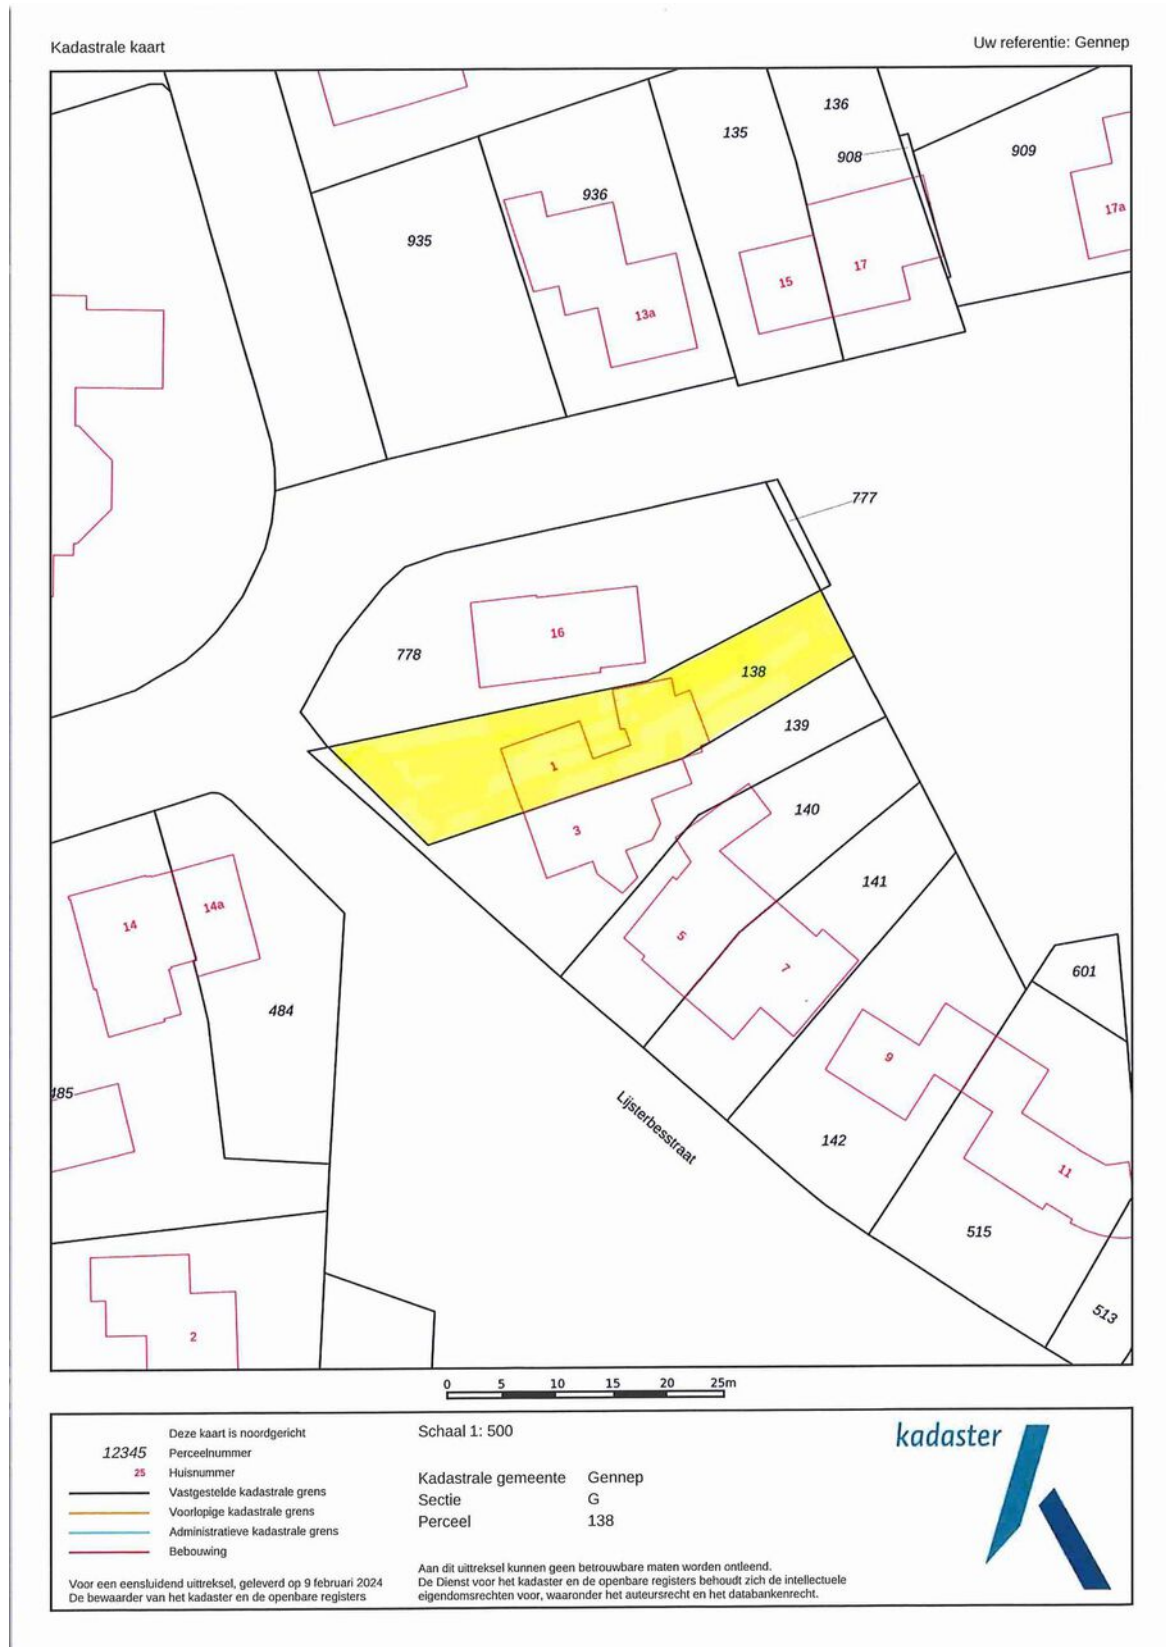 Kadastrale kaart
Uw referentie: Gennep
136
135
908
909
936
17a
935
17
15
13a
777
16
778
138
139
1
140
3
141
14a
14
5
7
601
484
9
485
Lijsterbesstraat
142
11
515
513
2
0 5 10 15 20 25m
Deze kaart is noordgericht
12345 Perceelnummer
25 Huisnummer
Vastgestelde kadastrale grens
Voorlopige kadastrale grens
Administratieve kadastrale grens
Bebouwing
Voor een eensluidend uittreksel, geleverd op 9 februari 2024
De bewaarder van het kadaster en de openbare registers
Schaal 1: 500
Kadastrale gemeente Gennep
Sectie G
Perceel 138
Aan dit uittreksel kunnen geen betrouwbare maten worden ontleend.
De Dienst voor het kadaster en de openbare registers behoudt zich de intellectuele
eigendomsrechten voor, waaronder het auteursrecht en het databankenrecht.
kadaster